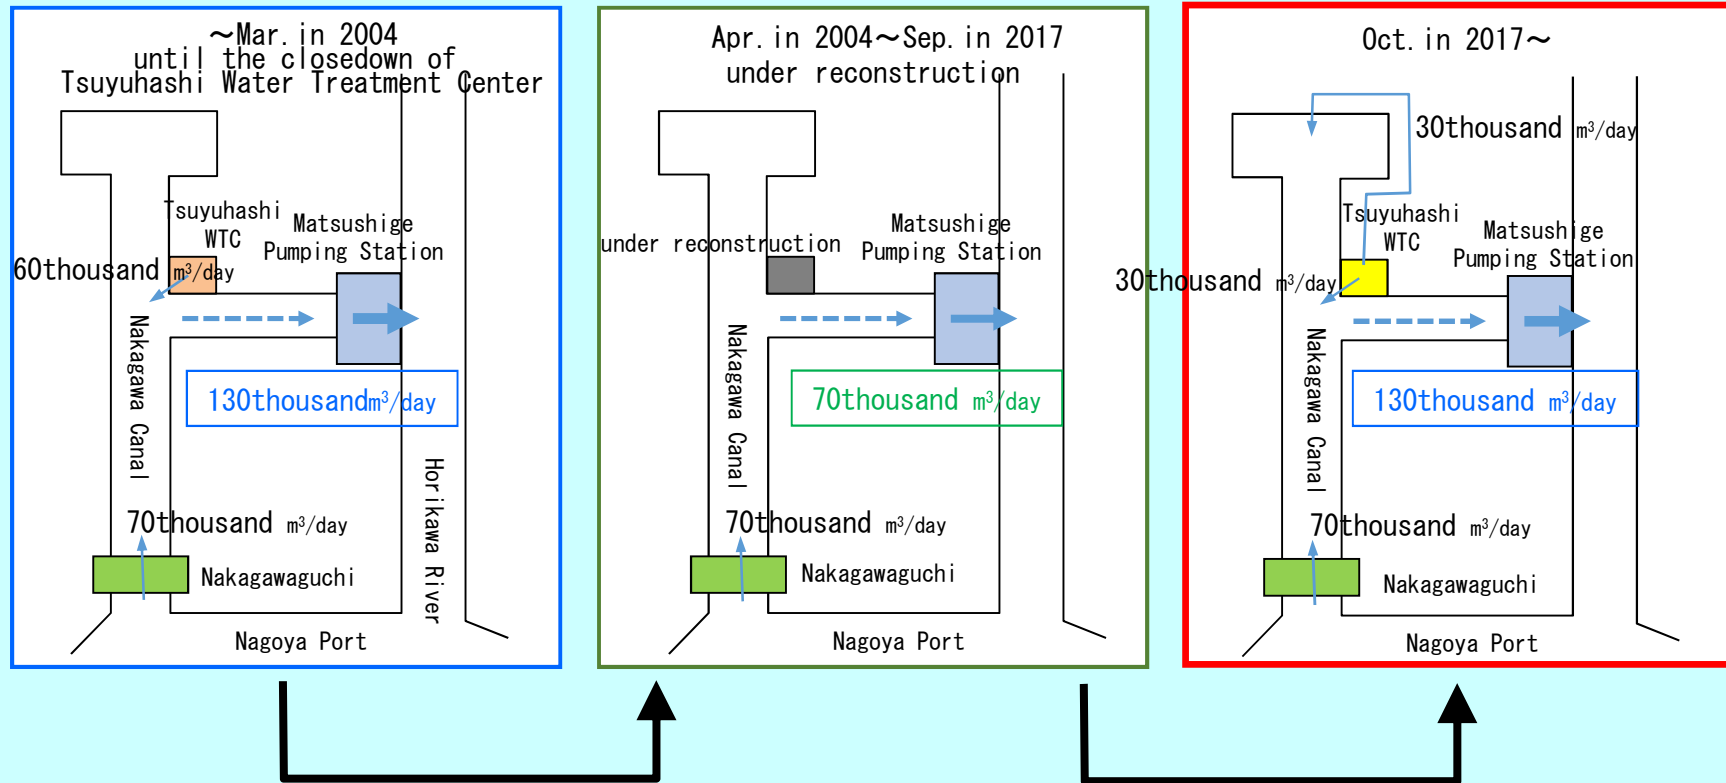 ～Mar. in 2004
until the closedown of
Tsuyuhashi Water Treatment Center
Tsuyuhashi
WTC
Matsushige
Pumping Station
60thousand m³/day
Nakagawa Canal
130thousand m³/day
Horikawa River
70thousand m³/day
Nakagawaguchi
Nagoya Port
Apr. in 2004～Sep. in 2017
under reconstruction
under reconstruction
Matsushige
Pumping Station
Nakagawa Canal
70thousand m³/day
70thousand m³/day
Nakagawaguchi
Nagoya Port
Oct. in 2017～
30thousand m³/day
Tsuyuhashi
WTC
Matsushige
Pumping Station
30thousand m³/day
Nakagawa Canal
130thousand m³/day
70thousand m³/day
Nakagawaguchi
Nagoya Port